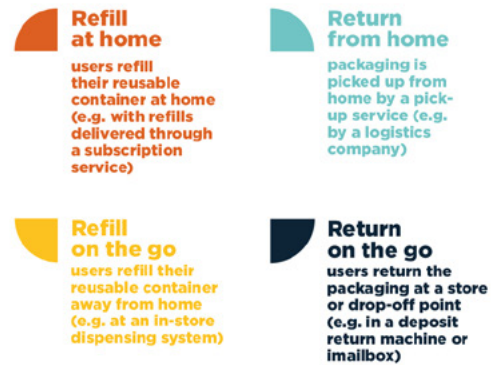 Refill
at home
users refill
their reusable
container at home
(e.g. with refills
delivered through
a subscription
service)
Return
from home
packaging is
picked up from
home by a pick-
up service (e.g.
by a logistics
company)
Refill
on the go
users refill their
reusable container
away from home
(e.g. at an in-store
dispensing system)
Return
on the go
users return the
packaging at a store
or drop-off point
(e.g. in a deposit
return machine or
imailbox)